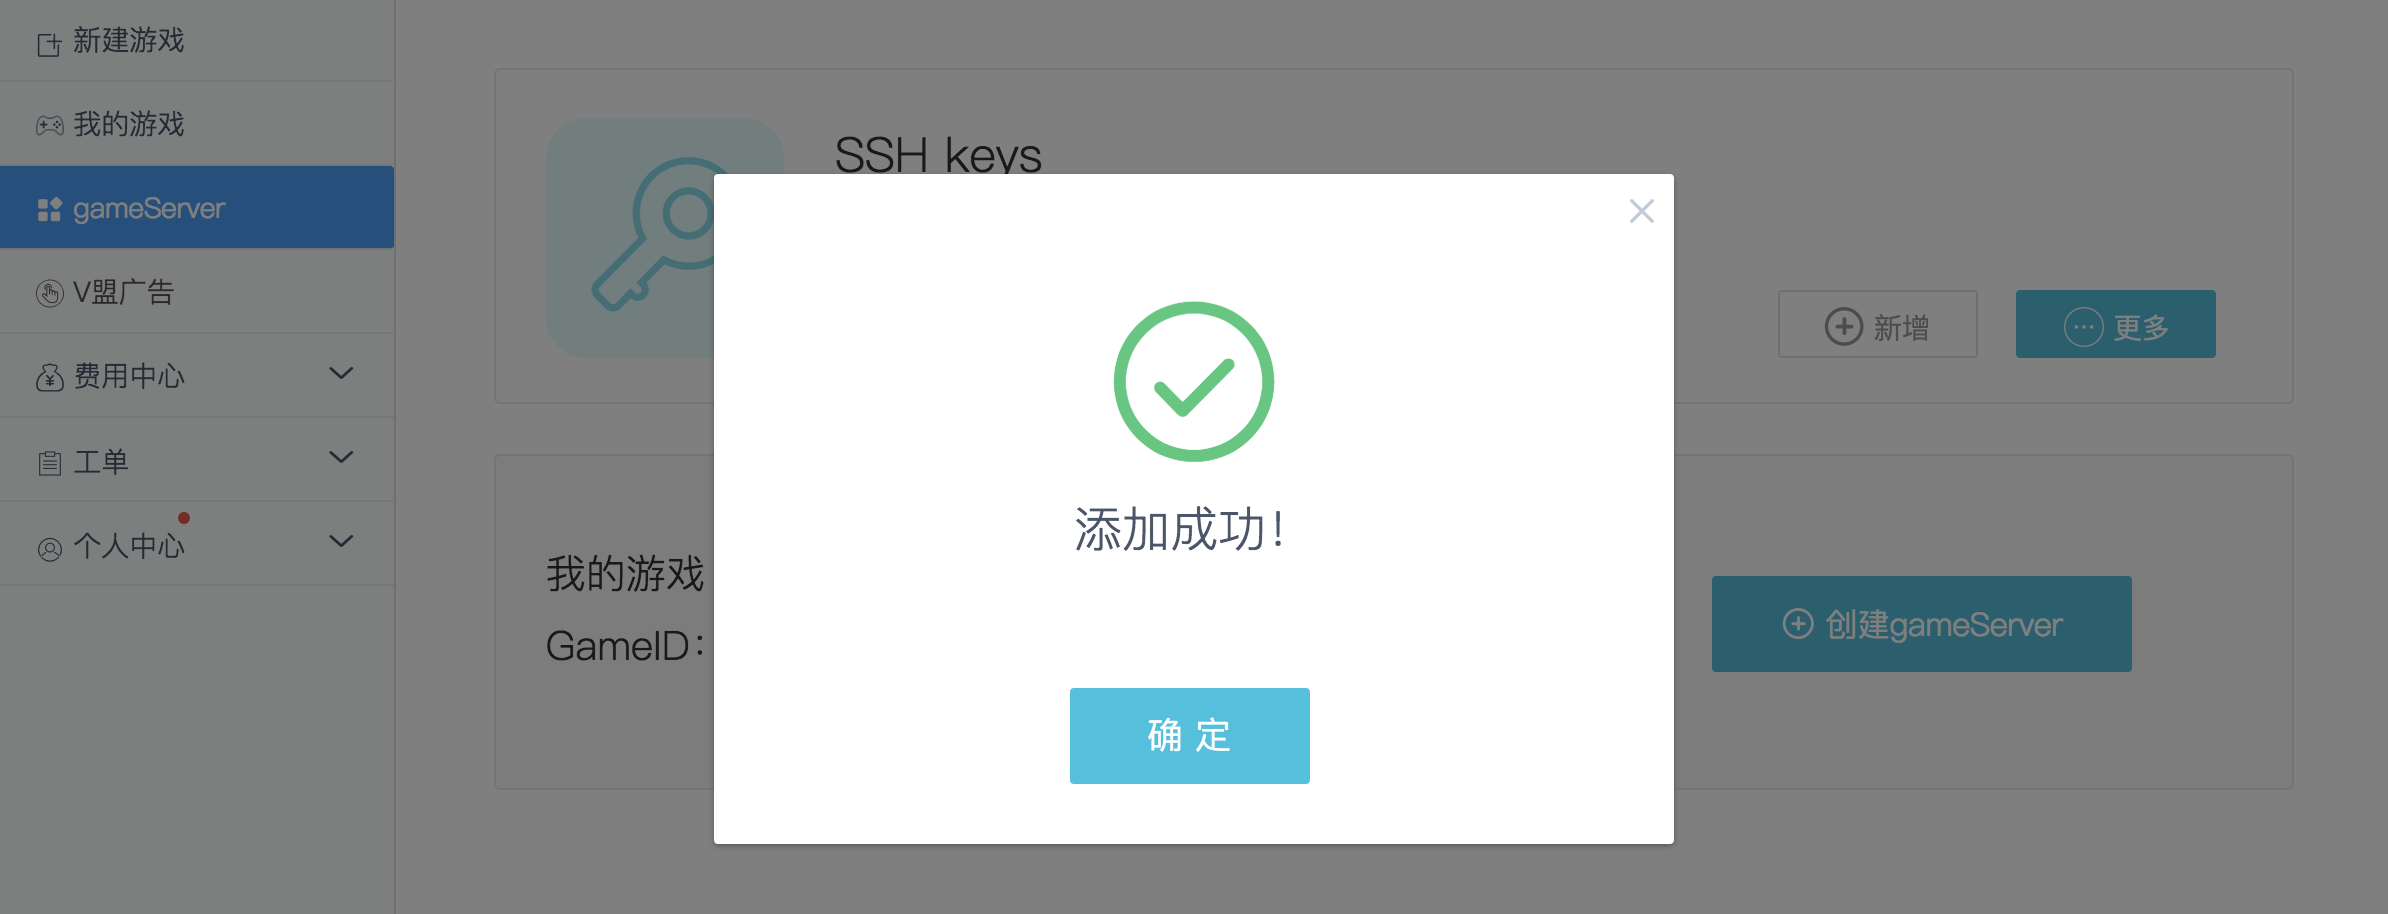 新建游戏
我的游戏
gameServer
V盟广告
费用中心
工单
个人中心
SSH keys
新增
更多
添加成功！
确 定
我的游戏
GameID：
创建gameServer